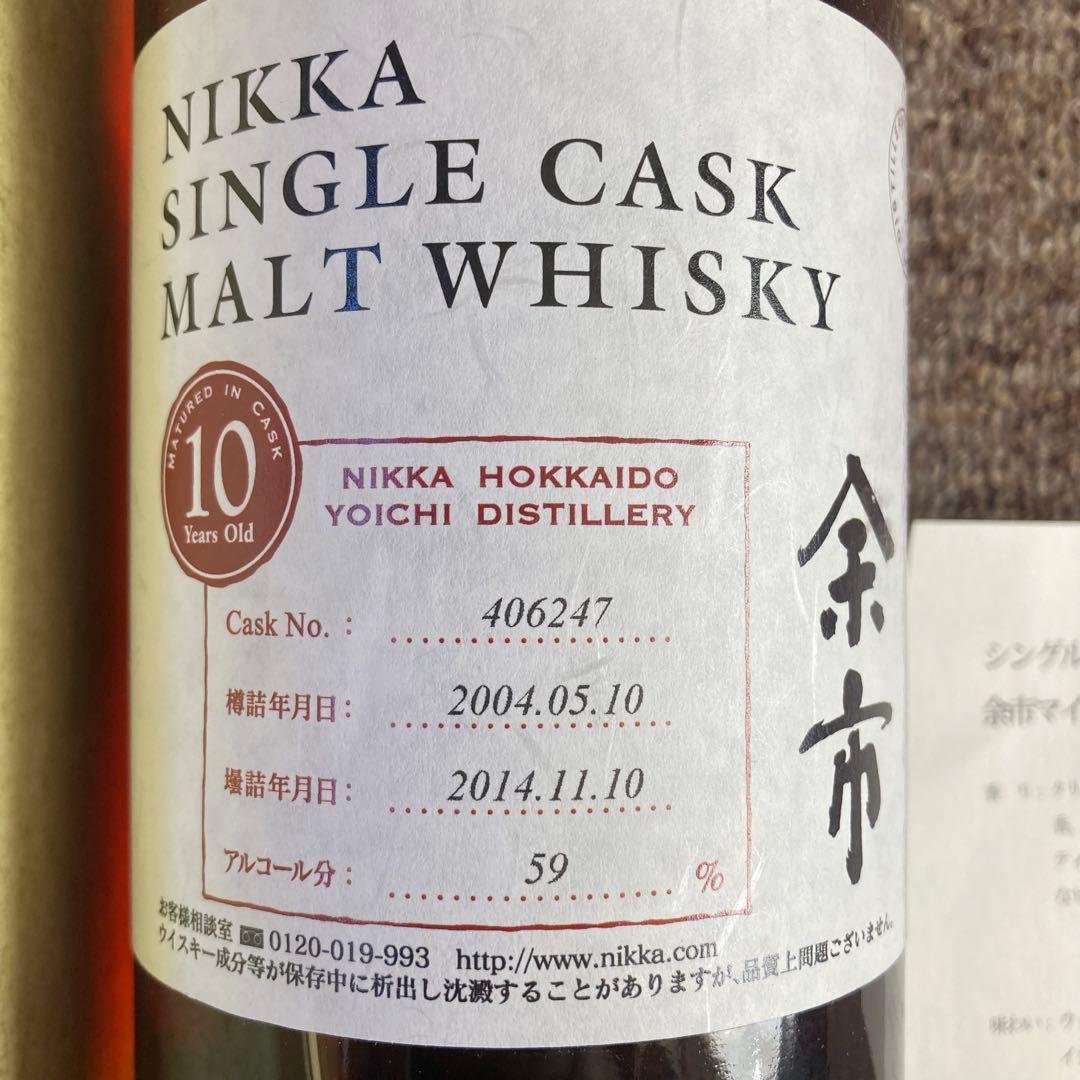 NIKKA
SINGLE CASK
MALT WHISKY
MATURED IN CASK
10
Years Old
NIKKA HOKKAIDO
YOICHI DISTILLERY
Cask No. : 406247
樽詰年月日 : 2004.05.10
壜詰年月日 : 2014.11.10
アルコール分 : 59 %
余市
お客様相談室 0120-019-993 http://www.nikka.com
ウイスキー成分等が保存中に析出し沈澱することがありますが、品質上問題ございません。
シングル
余市マイ